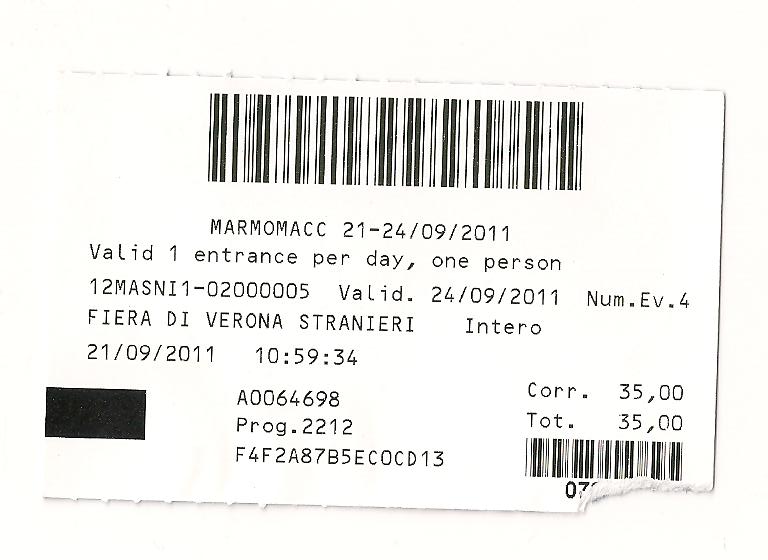 MARMOMACC 21-24/09/2011
Valid 1 entrance per day, one person
12MASNI1-02000005 Valid. 24/09/2011 Num.Ev.4
FIERA DI VERONA STRANIERI Intero
21/09/2011 10:59:34
A0064698
Prog.2212
F4F2A87B5EC0CD13
Corr. 35,00
Tot. 35,00